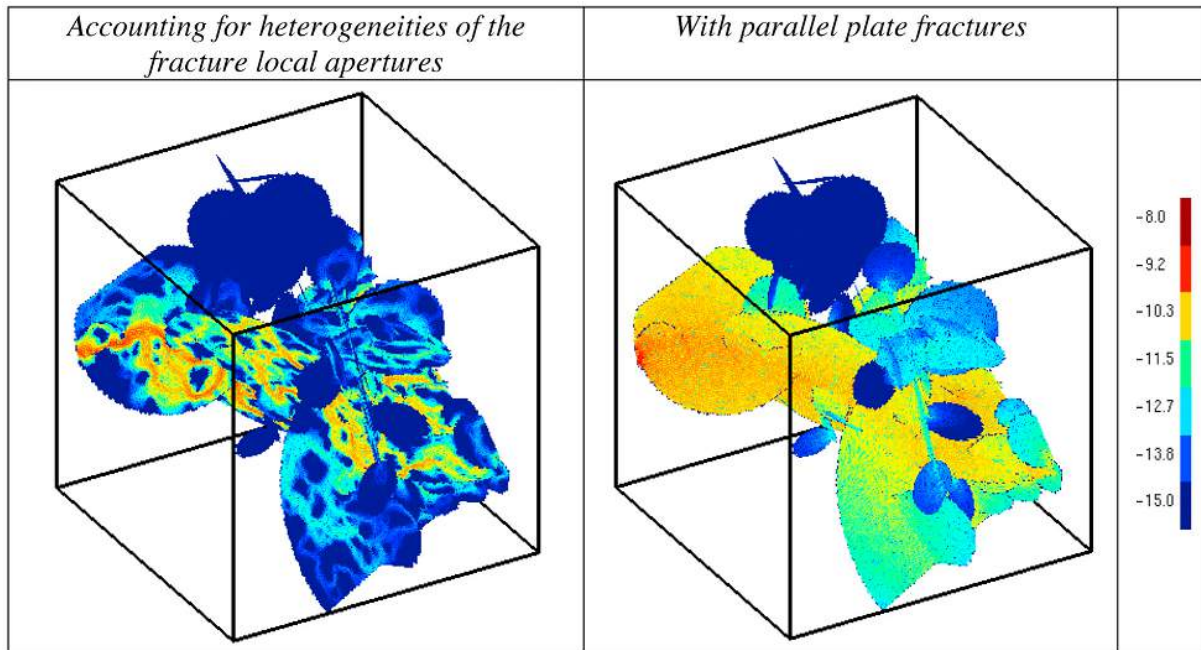 Accounting for heterogeneities of the
fracture local apertures
With parallel plate fractures
-8.0
-9.2
-10.3
-11.5
-12.7
-13.8
-15.0